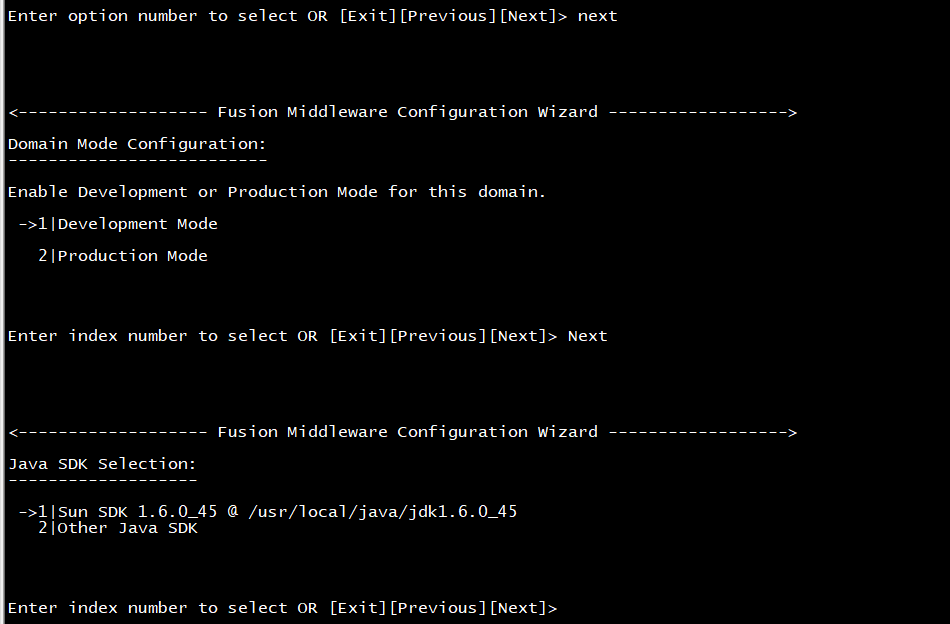 Enter option number to select OR [Exit][Previous][Next]> next
<------------------- Fusion Middleware Configuration Wizard ------------------>
Domain Mode Configuration:
--------------------------
Enable Development or Production Mode for this domain.
->1|Development Mode
2|Production Mode
Enter index number to select OR [Exit][Previous][Next]> Next
<------------------- Fusion Middleware Configuration Wizard ------------------>
Java SDK Selection:
-------------------
->1|Sun SDK 1.6.0_45 @ /usr/local/java/jdk1.6.0_45
2|Other Java SDK
Enter index number to select OR [Exit][Previous][Next]>